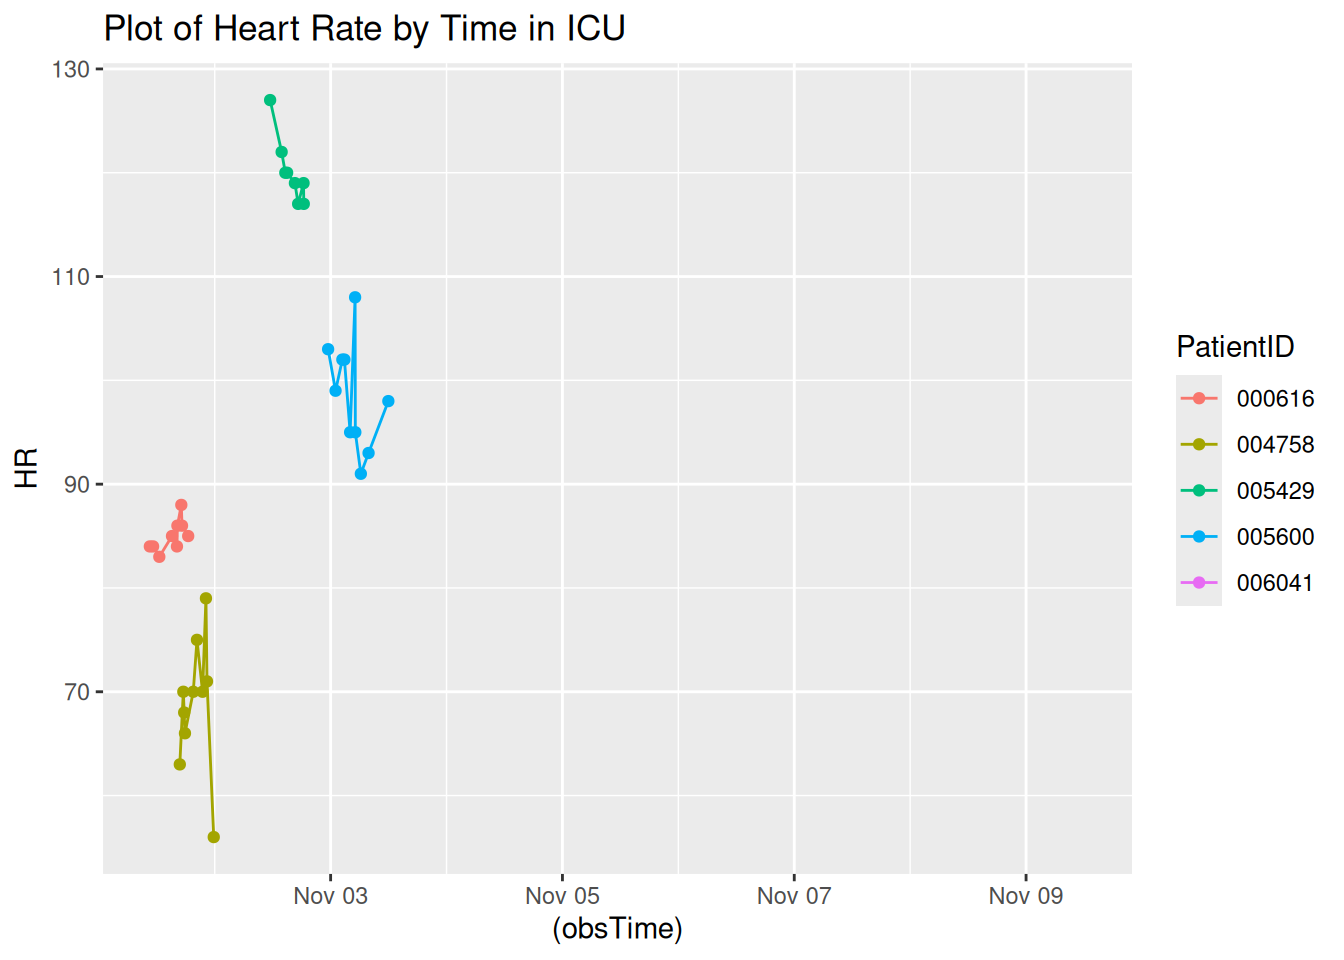 Plot of Heart Rate by Time in ICU
130
110
90
70
HR
Nov 03
Nov 05
Nov 07
Nov 09
(obsTime)
PatientID
000616
004758
005429
005600
006041